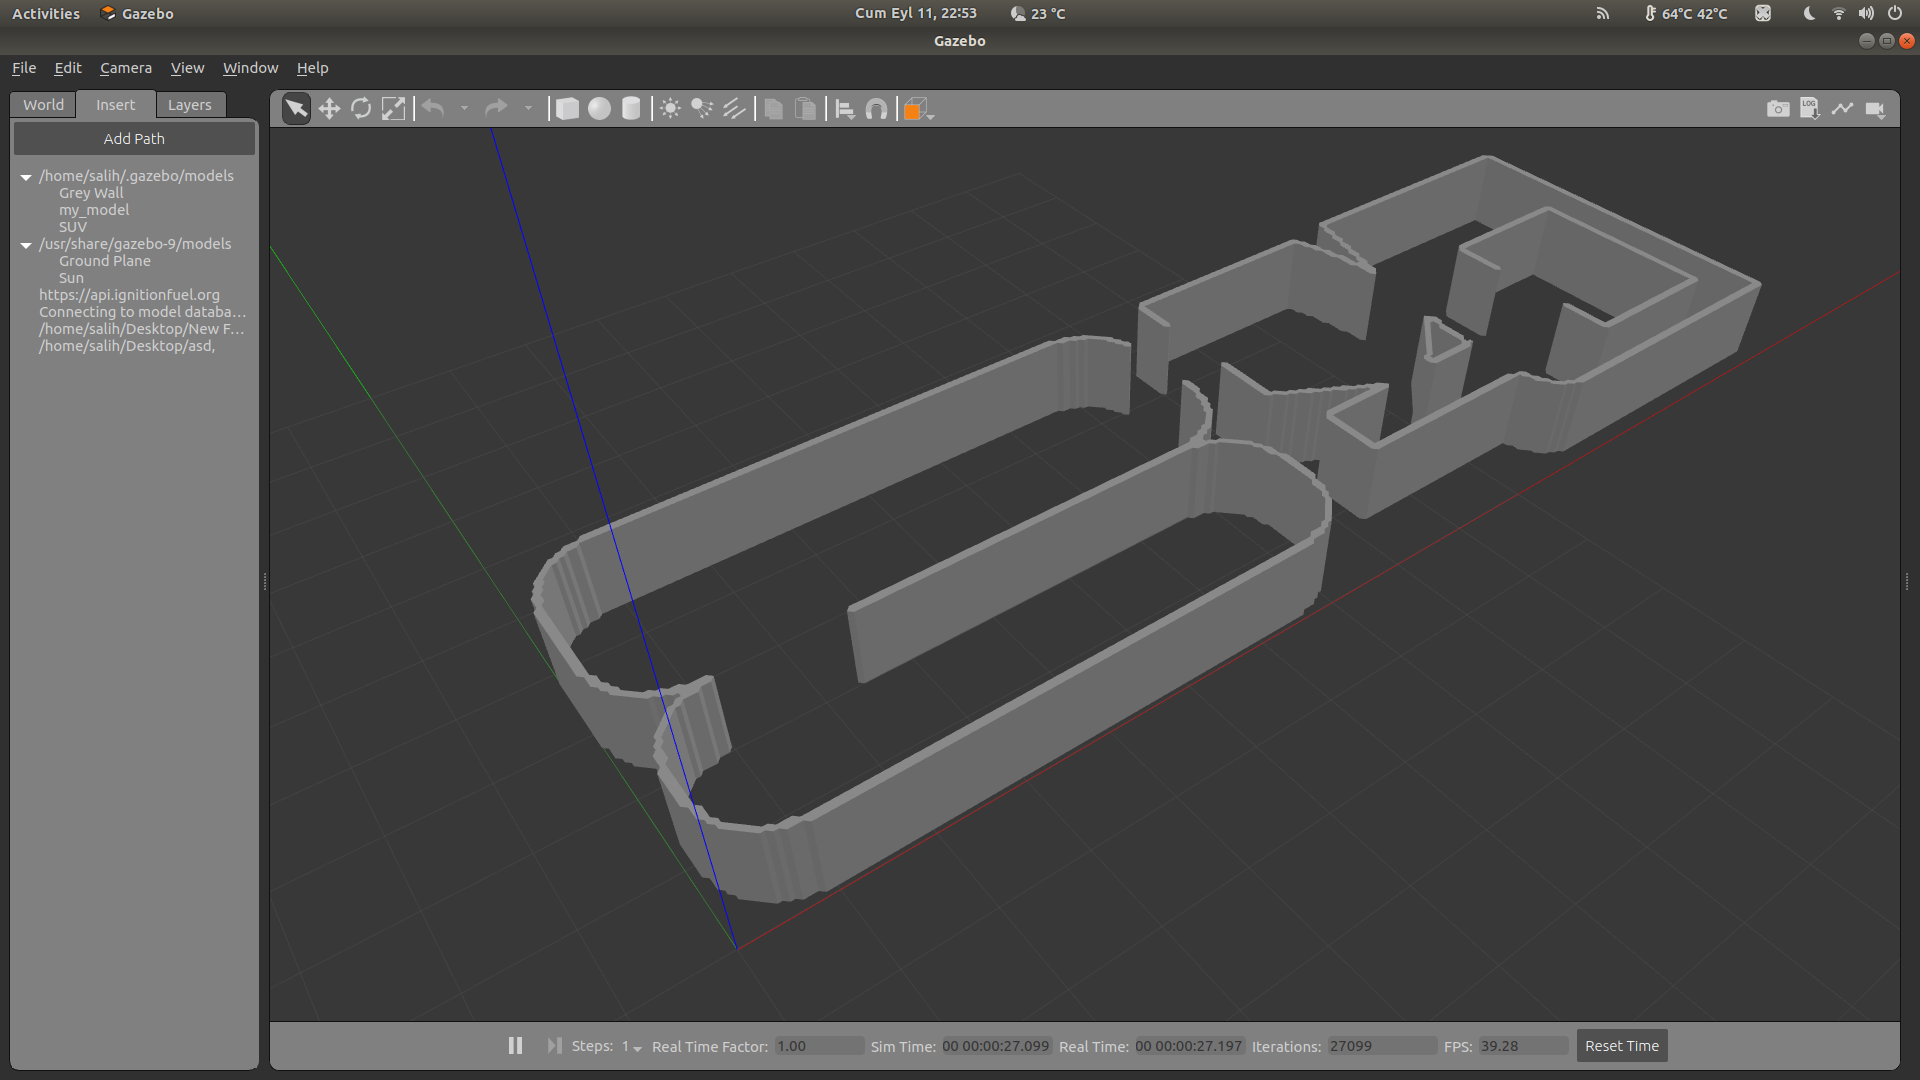 Activities Gazebo Cum Eyl 11, 22:53 23 °C 64°C 42°C
Gazebo
File Edit Camera View Window Help
World Insert Layers
LOG
Add Path
/home/salih/.gazebo/models
Grey Wall
my_model
SUV
/usr/share/gazebo-9/models
Ground Plane
Sun
https://api.ignitionfuel.org
Connecting to model databa…
/home/salih/Desktop/New F…
/home/salih/Desktop/asd,
Steps: 1 Real Time Factor: 1.00 Sim Time: 00 00:00:27.099 Real Time: 00 00:00:27.197 Iterations: 27099 FPS: 39.28 Reset Time